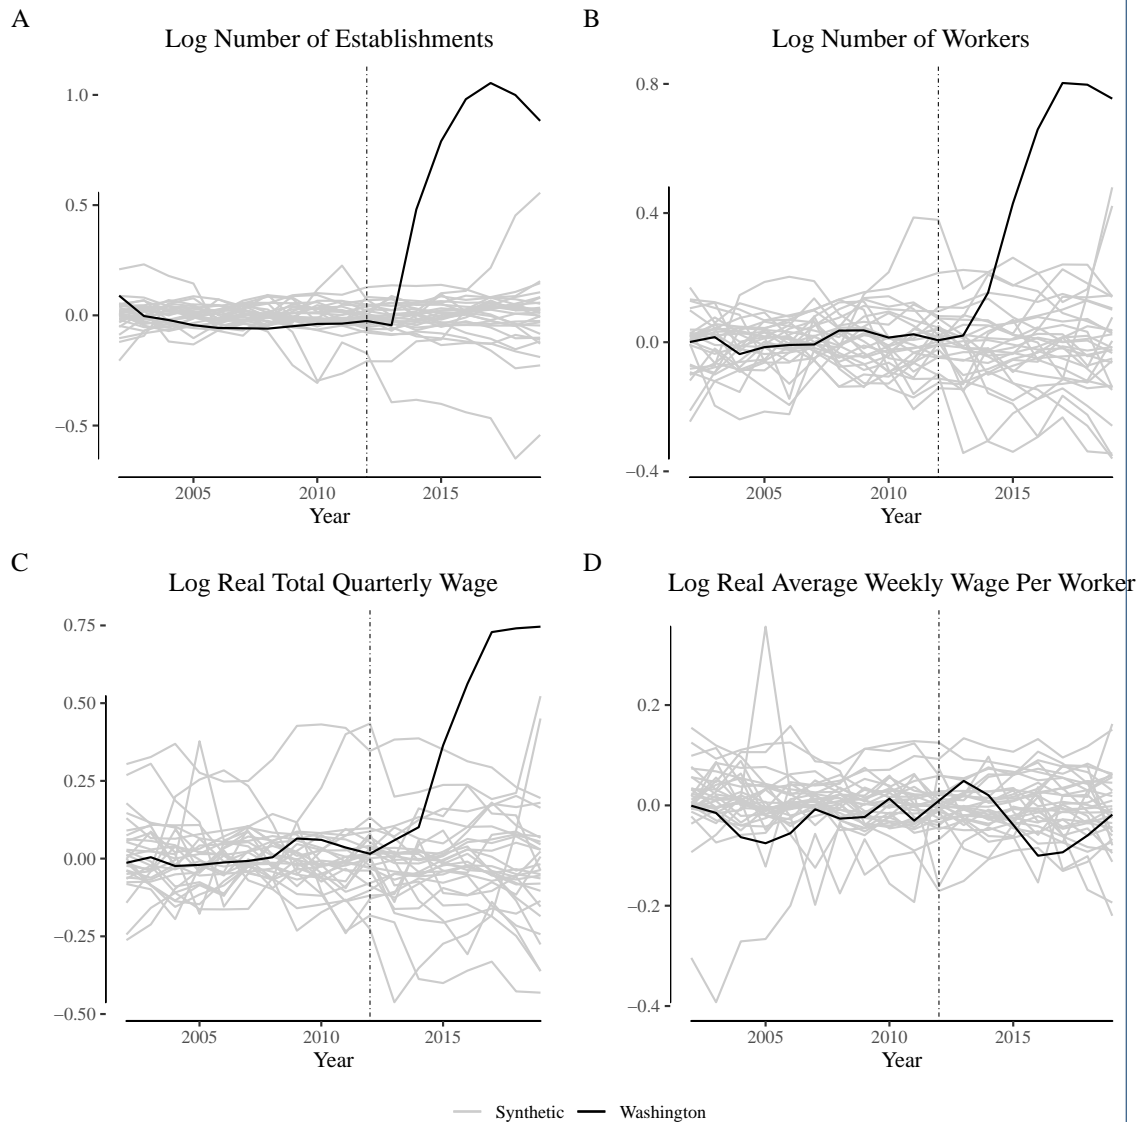 A
Log Number of Establishments
1.0
0.5
0.0
−0.5
2005 2010 2015
Year
B
Log Number of Workers
0.8
0.4
0.0
−0.4
2005 2010 2015
Year
C
Log Real Total Quarterly Wage
0.75
0.50
0.25
0.00
−0.25
−0.50
2005 2010 2015
Year
D
Log Real Average Weekly Wage Per Worker
0.2
0.0
−0.2
−0.4
2005 2010 2015
Year
Synthetic Washington